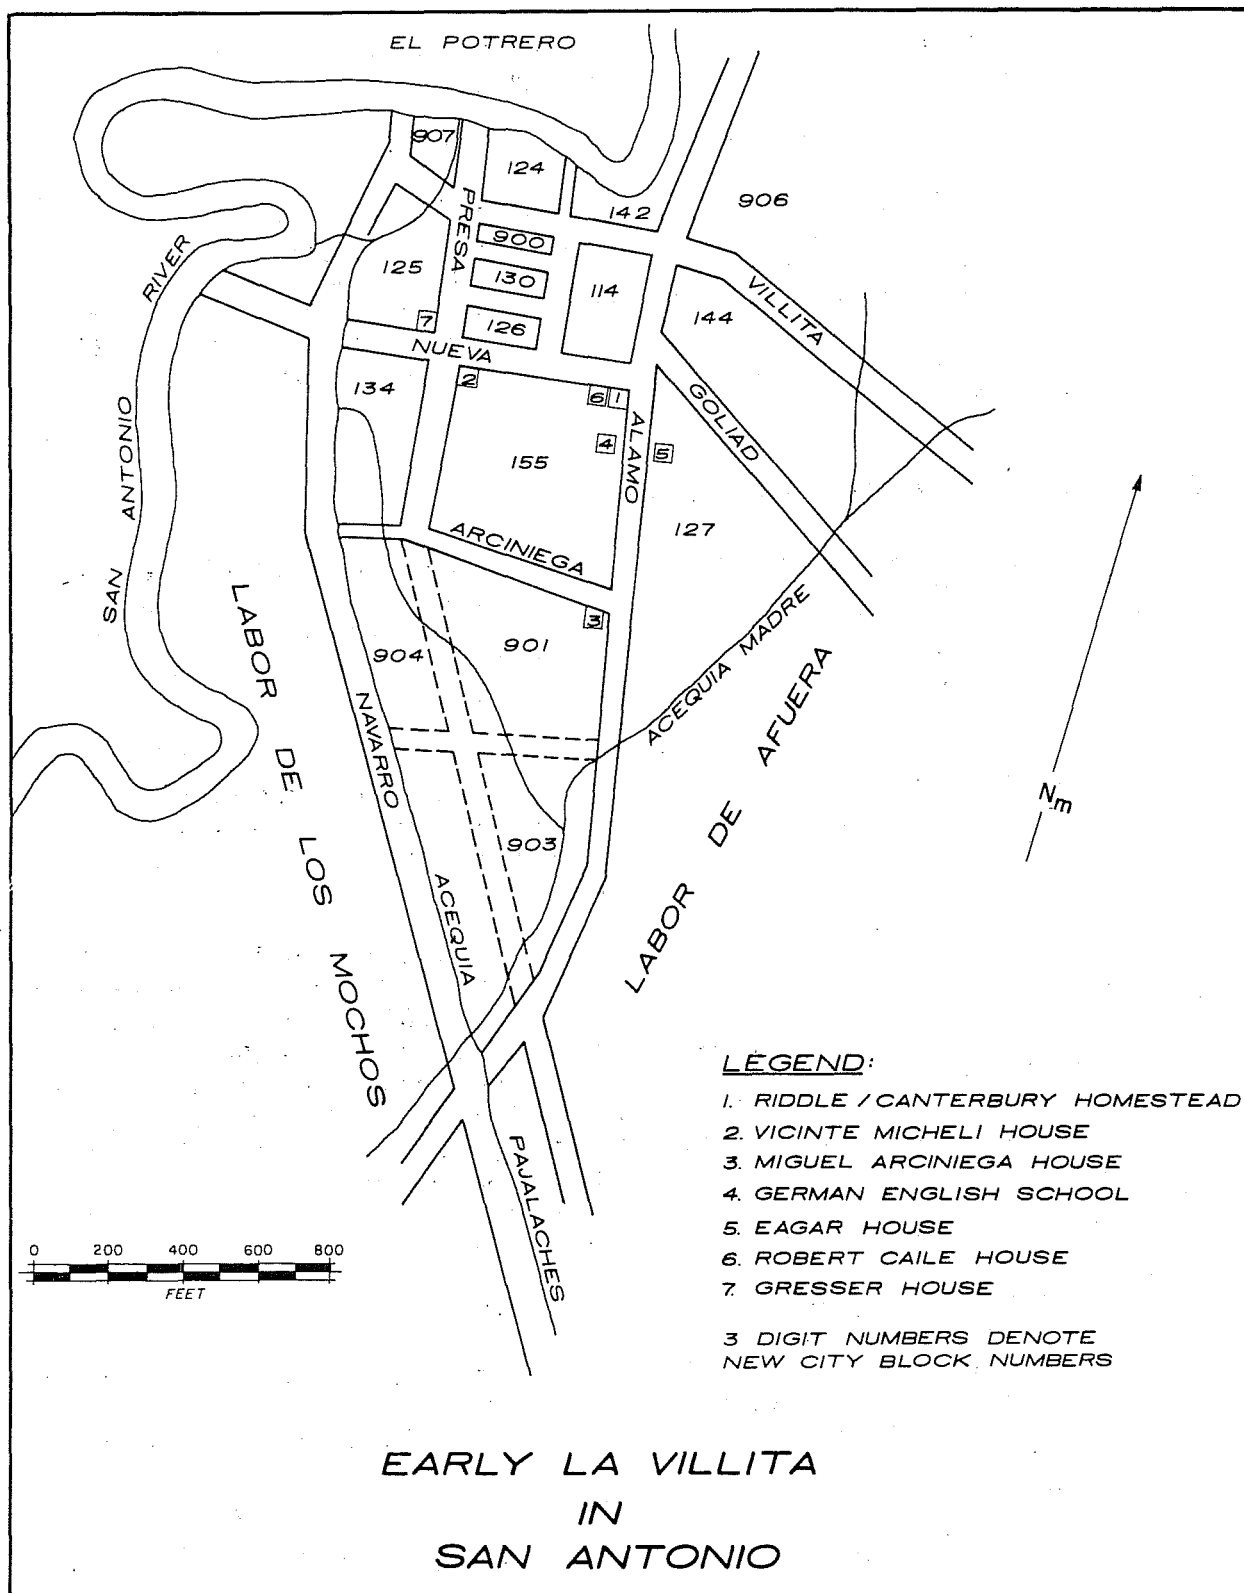 EL POTRERO
907
124
142
906
PRESA
900
125
130
114
VILLITA
RIVER
144
7
126
NUEVA
2
134
6
1
GOLIAD
ALAMO
4
5
155
SAN ANTONIO
127
ARCINIEGA
3
LABOR DE LOS MOCHOS
904
901
ACEQUIA MADRE
LABOR DE AFUERA
NAVARRO
Nm
903
ACEQUIA
PAJALACHES
LEGEND:
1. RIDDLE / CANTERBURY HOMESTEAD
2. VICINTE MICHELI HOUSE
3. MIGUEL ARCINIEGA HOUSE
4. GERMAN ENGLISH SCHOOL
5. EAGAR HOUSE
6. ROBERT CAILE HOUSE
7. GRESSER HOUSE
3 DIGIT NUMBERS DENOTE
NEW CITY BLOCK NUMBERS
0 200 400 600 800
FEET
EARLY LA VILLITA
IN
SAN ANTONIO